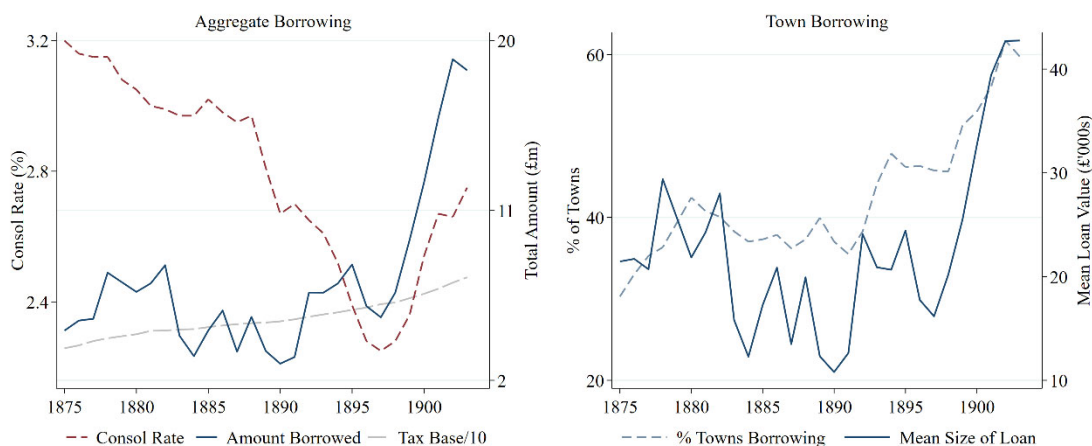 Aggregate Borrowing
3.2
2.8
2.4
Consol Rate (%)
20
11
2
Total Amount (£m)
1875 1880 1885 1890 1895 1900
Consol Rate Amount Borrowed Tax Base/10
Town Borrowing
60
40
20
% of Towns
40
30
20
10
Mean Loan Value (£'000s)
1875 1880 1885 1890 1895 1900
% Towns Borrowing Mean Size of Loan